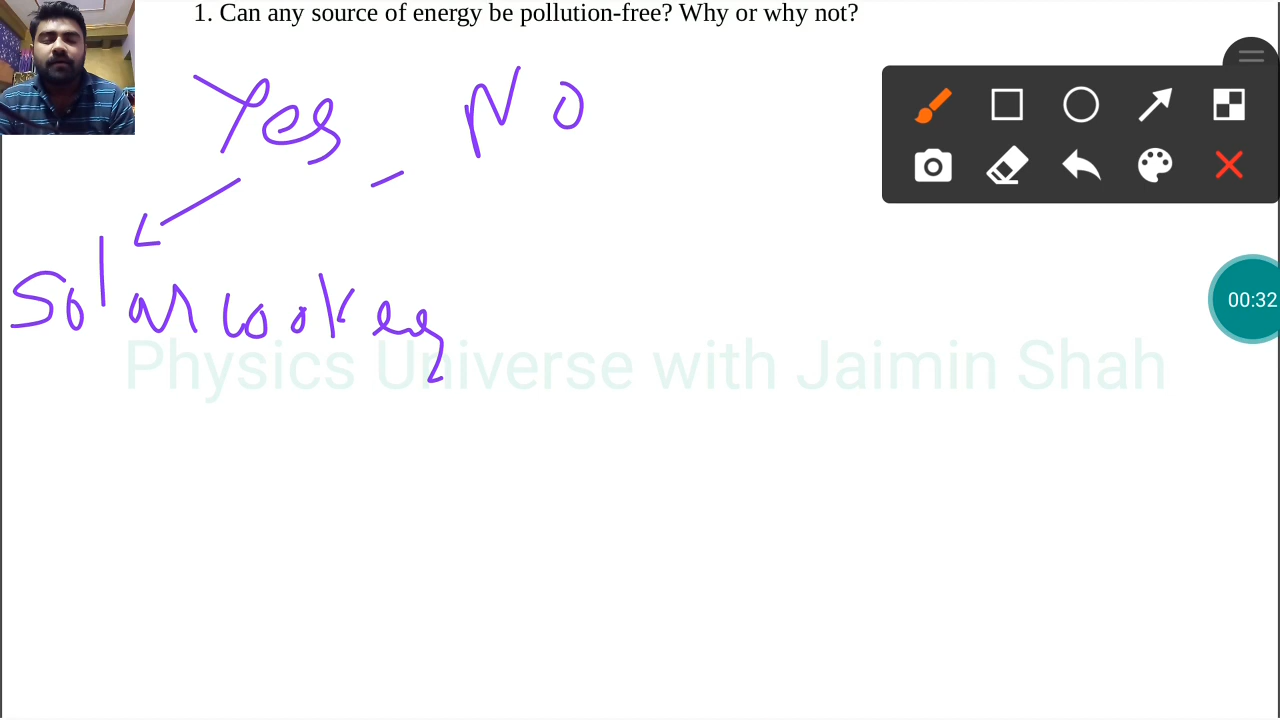 1. Can any source of energy be pollution-free? Why or why not?
Yes No
Solar cooker
00:32
Physics Universe with Jaimin Shah